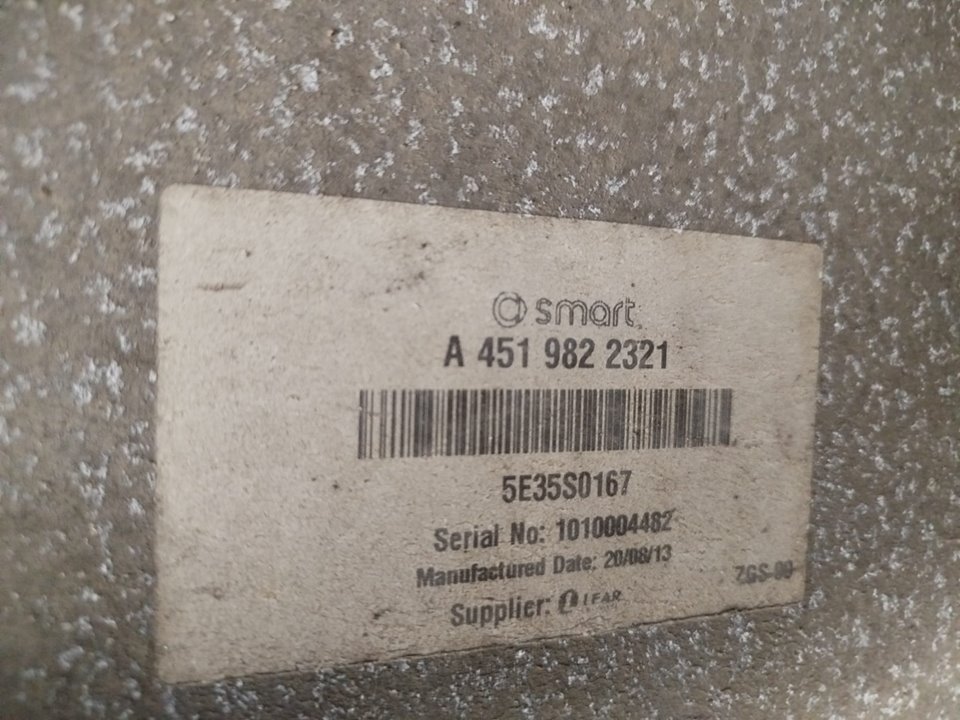 smart
A 451 982 2321
5E35S0167
Serial No: 1010004482
Manufactured Date: 20/08/13
ZGS-00
Supplier: LEAR